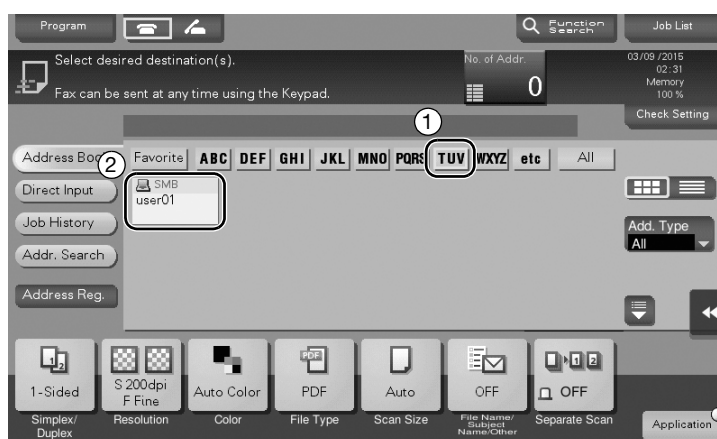 Program
Function
Search
Job List
Select desired destination(s).
No. of Addr.
03/09 /2015
02:31
Fax can be sent at any time using the Keypad.
0
Memory
100 %
Check Setting
1
Address Boo
2
Favorite ABC DEF GHI JKL MNO PQRS TUV WXYZ etc All
Direct Input
SMB
user01
Job History
Add. Type
All
Addr. Search
Address Reg.
1-Sided
S 200dpi
F Fine
Auto Color
PDF
PDF
Auto
OFF
OFF
Simplex/
Duplex
Resolution
Color
File Type
Scan Size
File Name/
Subject
Name/Other
Separate Scan
Application